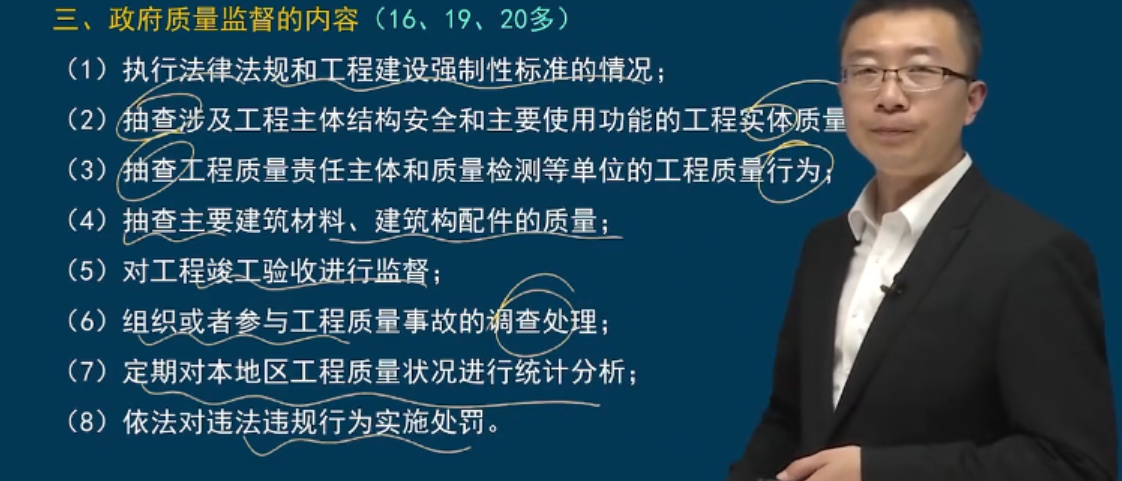 三、政府质量监督的内容（16、19、20多）
（1）执行法律法规和工程建设强制性标准的情况；
（2）抽查涉及工程主体结构安全和主要使用功能的工程实体质量
（3）抽查工程质量责任主体和质量检测等单位的工程质量行为；
（4）抽查主要建筑材料、建筑构配件的质量；
（5）对工程竣工验收进行监督；
（6）组织或者参与工程质量事故的调查处理；
（7）定期对本地区工程质量状况进行统计分析；
（8）依法对违法违规行为实施处罚。